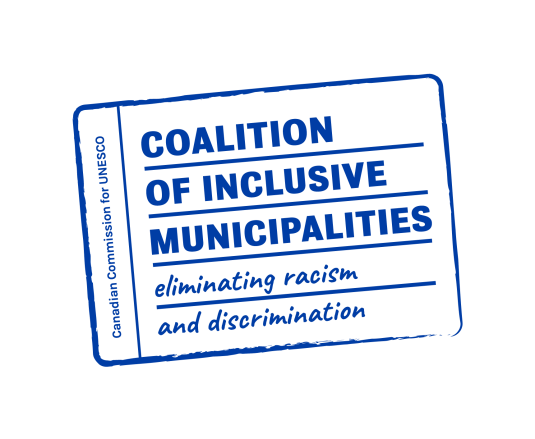 Canadian Commission for UNESCO
COALITION
OF INCLUSIVE
MUNICIPALITIES
eliminating racism
and discrimination